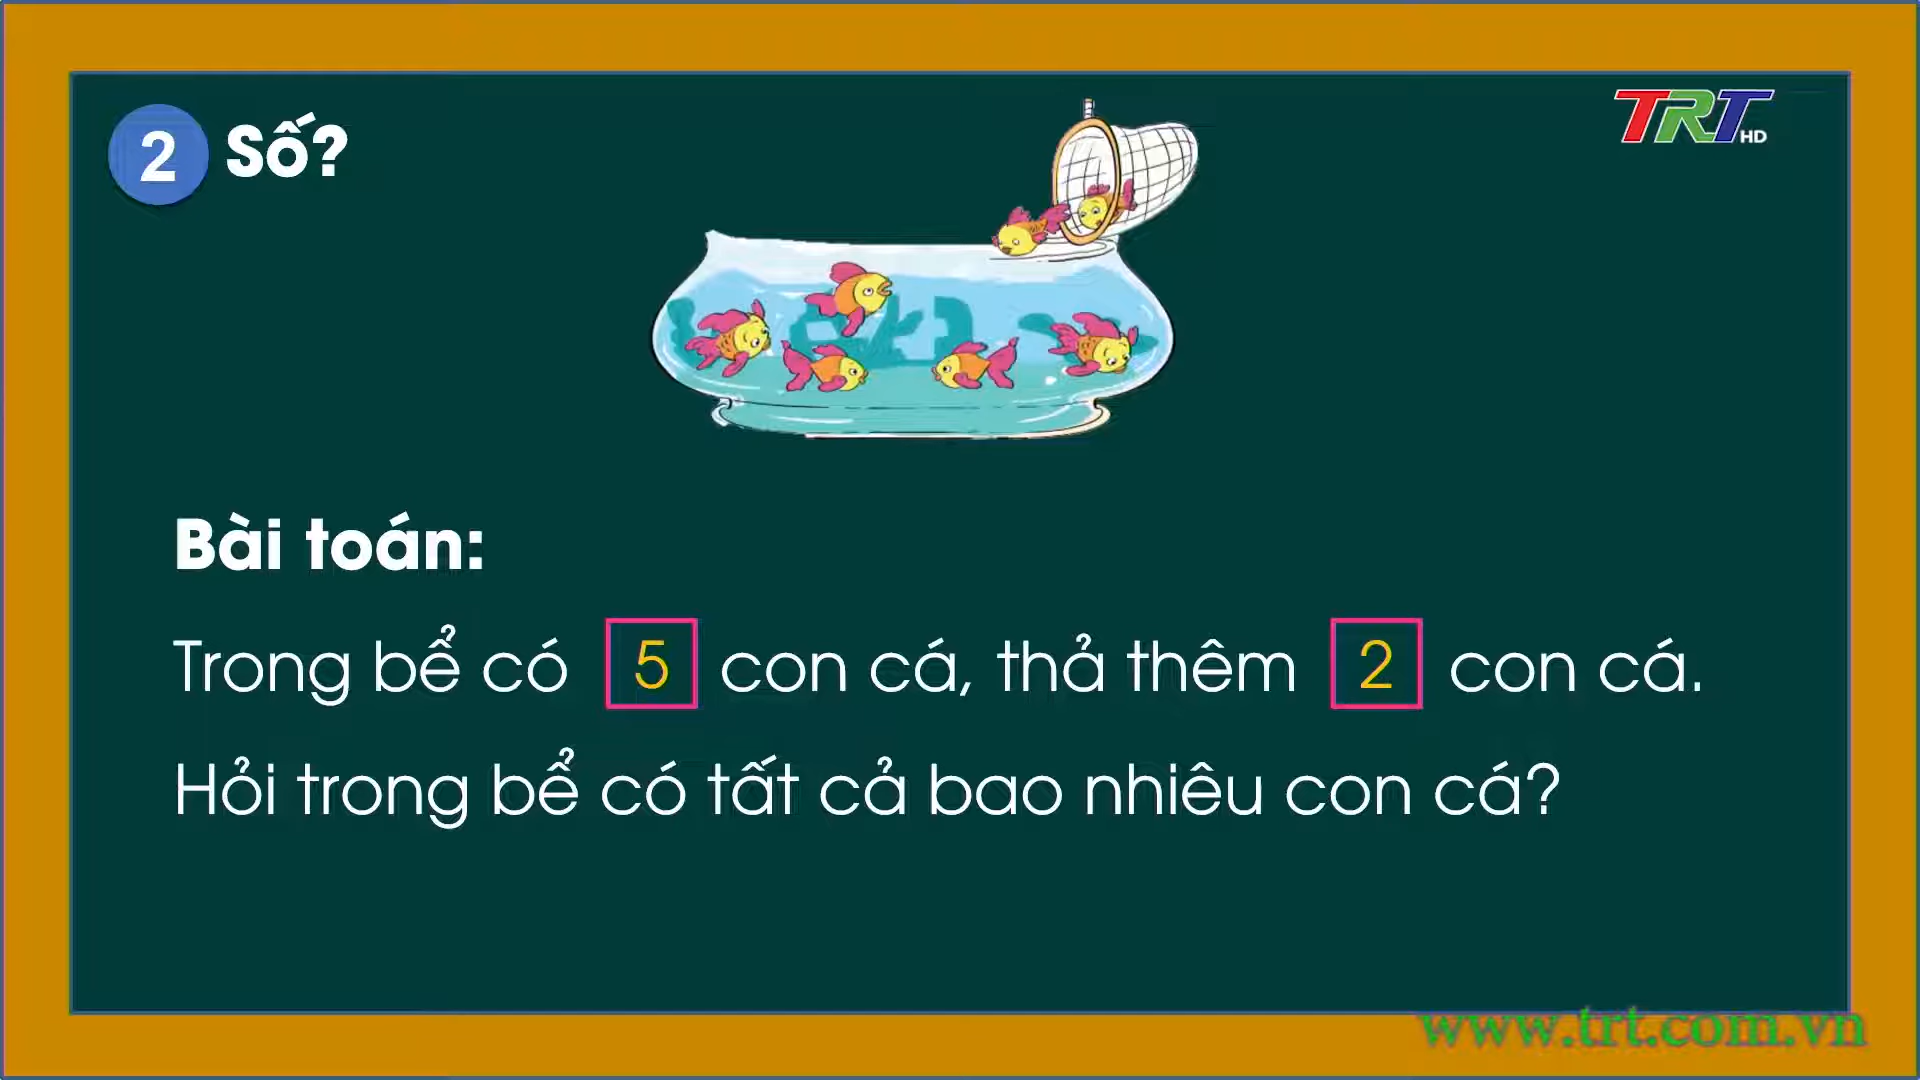 2 Số?
TRT HD
Bài toán:
Trong bể có 5 con cá, thả thêm 2 con cá.
Hỏi trong bể có tất cả bao nhiêu con cá?
www.trt.com.vn